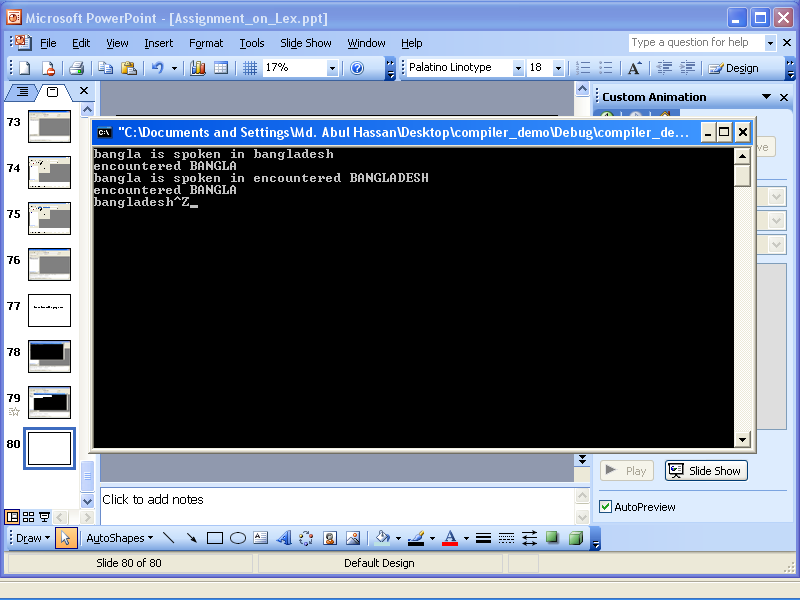 Microsoft PowerPoint - [Assignment_on_Lex.ppt]
File Edit View Insert Format Tools Slide Show Window Help
Type a question for help
17%
Palatino Linotype
18
Design
73
74
75
76
77
78
79
80
Custom Animation
"C:\Documents and Settings\Md. Abul Hassan\Desktop\compiler_demo\Debug\compiler_de...
bangla is spoken in bangladesh
encountered BANGLA
bangla is spoken in encountered BANGLADESH
encountered BANGLA
bangladesh^Z_
Play
Slide Show
AutoPreview
Click to add notes
Draw
AutoShapes
Slide 80 of 80
Default Design